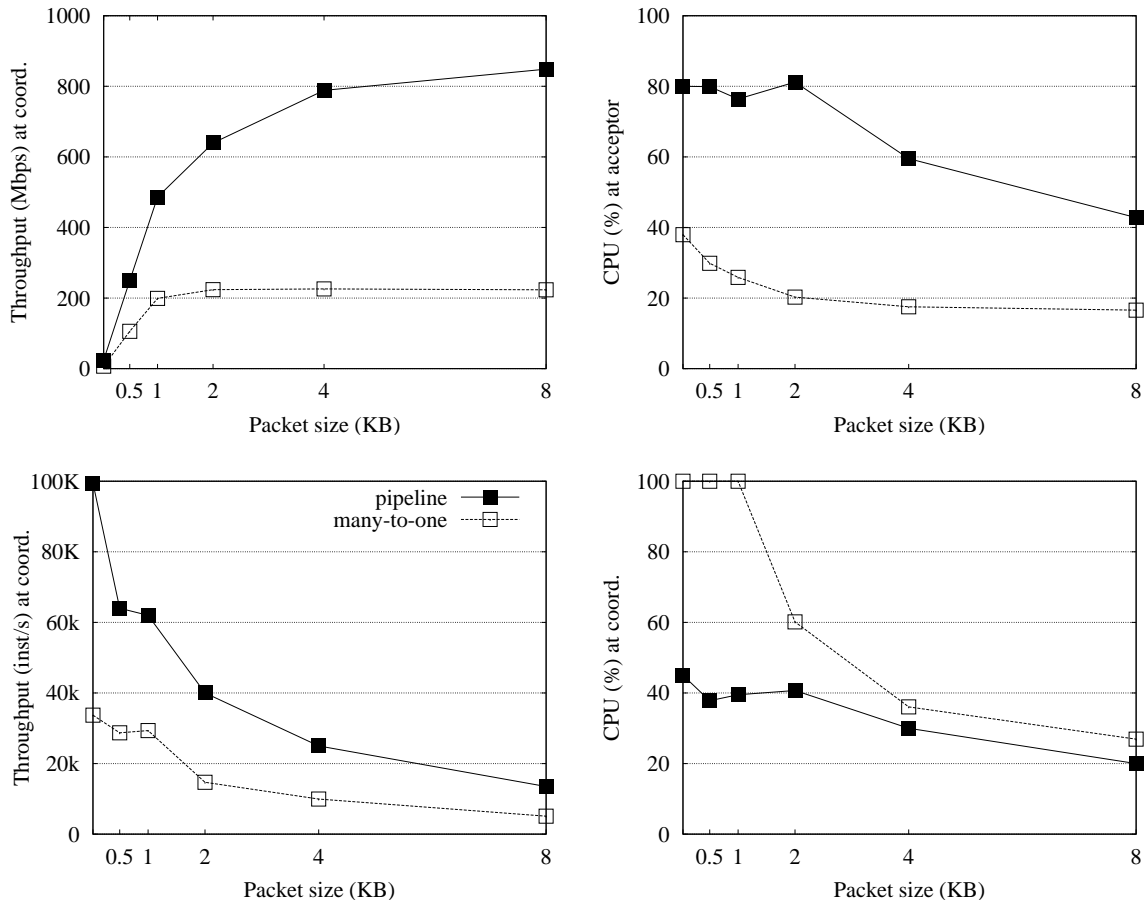 Throughput (Mbps) at coord.
1000
800
600
400
200
0
0.5 1 2 4 8
Packet size (KB)
CPU (%) at acceptor
100
80
60
40
20
0
0.5 1 2 4 8
Packet size (KB)
Throughput (inst/s) at coord.
100K
80K
60k
40k
20k
0
0.5 1 2 4 8
Packet size (KB)
pipeline
many-to-one
CPU (%) at coord.
100
80
60
40
20
0
0.5 1 2 4 8
Packet size (KB)